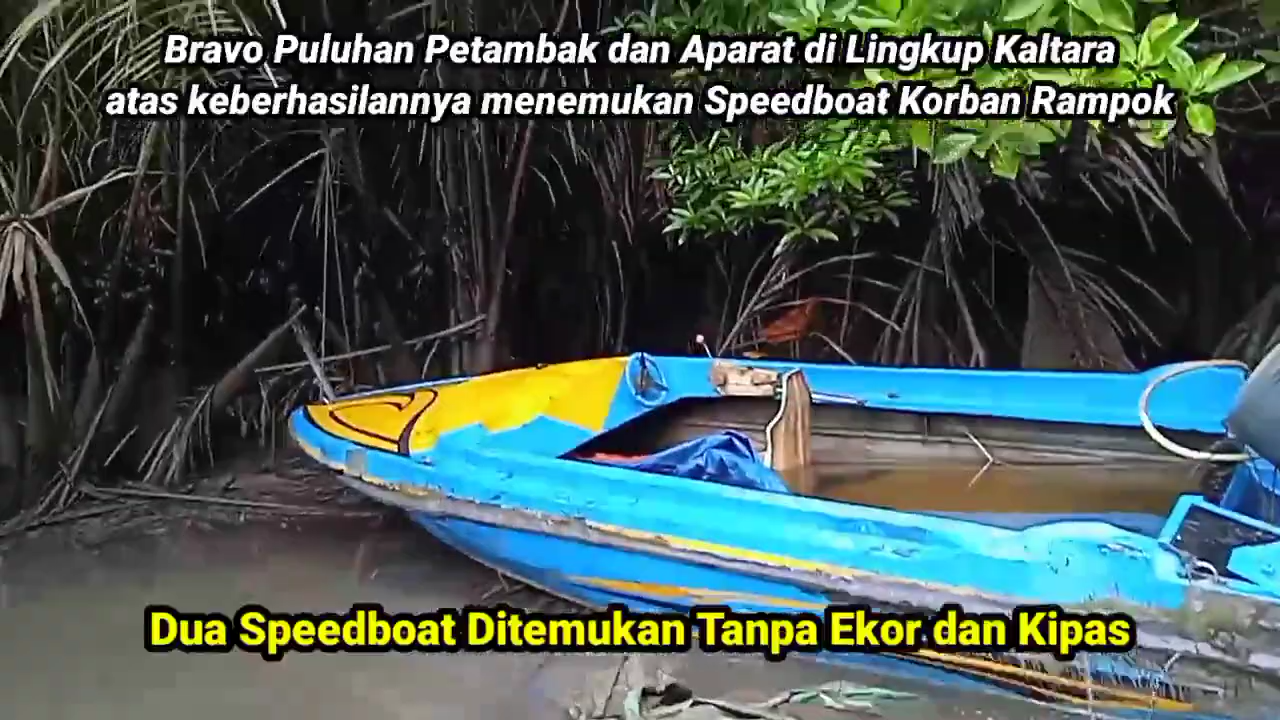 Bravo Puluhan Petambak dan Aparat di Lingkup Kaltara
atas keberhasilannya menemukan Speedboat Korban Rampok
Dua Speedboat Ditemukan Tanpa Ekor dan Kipas